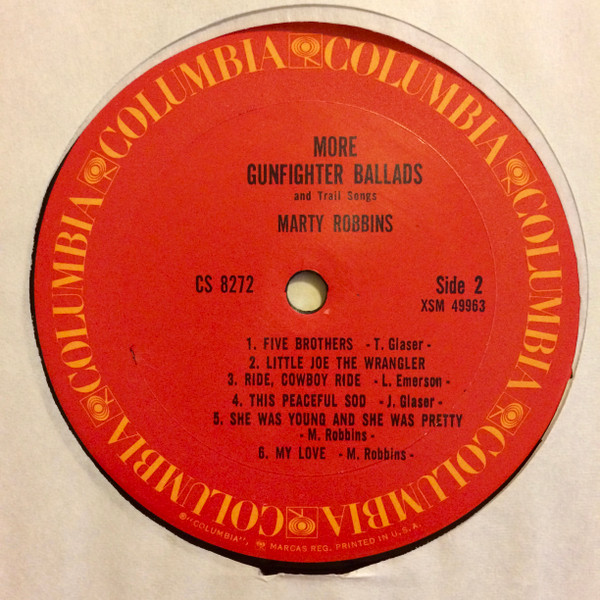 COLUMBIA COLUMBIA COLUMBIA COLUMBIA COLUMBIA COLUMBIA
MORE
GUNFIGHTER BALLADS
and Trail Songs
MARTY ROBBINS
CS 8272
Side 2
XSM 49963
1. FIVE BROTHERS - T. Glaser -
2. LITTLE JOE THE WRANGLER
3. RIDE, COWBOY RIDE - L. Emerson -
4. THIS PEACEFUL SOD - J. Glaser -
5. SHE WAS YOUNG AND SHE WAS PRETTY
- M. Robbins -
6. MY LOVE - M. Robbins -
®"COLUMBIA", MARCAS REG. PRINTED IN U.S.A.